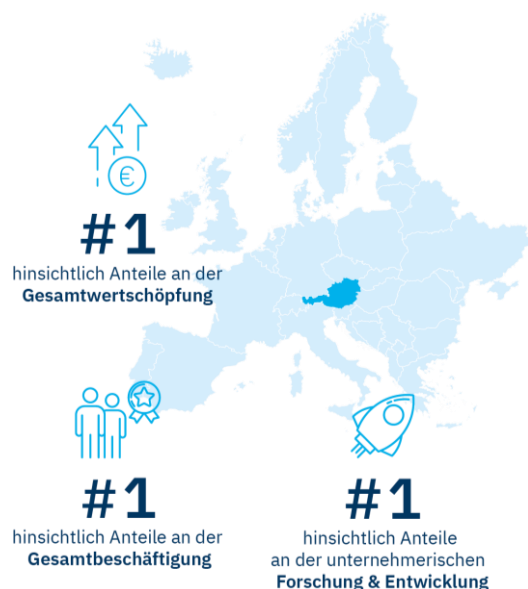 €
#1
hinsichtlich Anteile an der
Gesamtwertschöpfung
#1
hinsichtlich Anteile an der
Gesamtbeschäftigung
#1
hinsichtlich Anteile
an der unternehmerischen
Forschung & Entwicklung